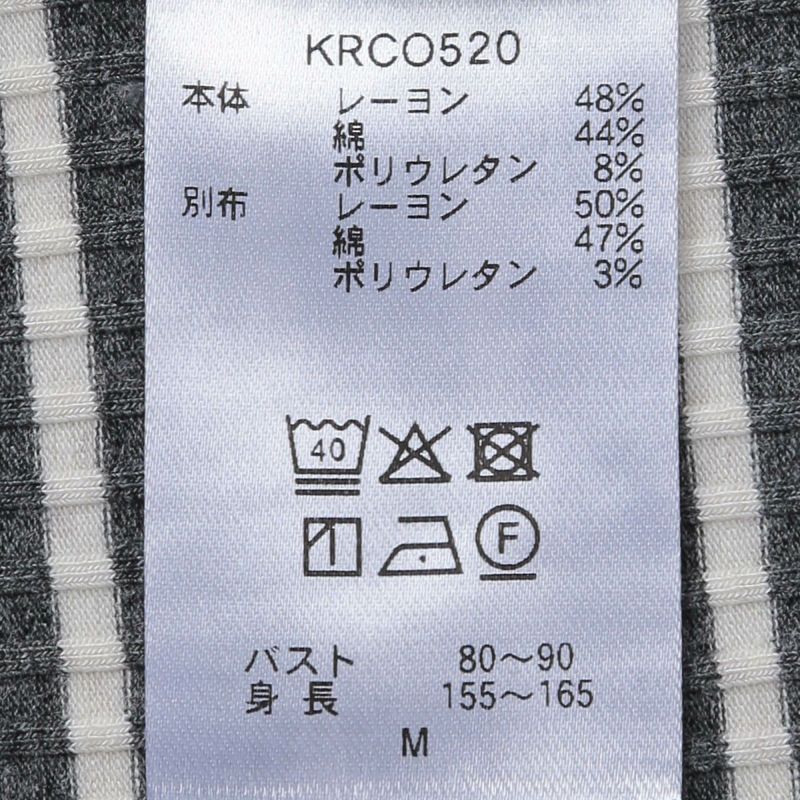 KRCO520
本体 レーヨン 48%
綿 44%
ポリウレタン 8%
別布 レーヨン 50%
綿 47%
ポリウレタン 3%
40
F
バスト 80〜90
身長 155〜165
M